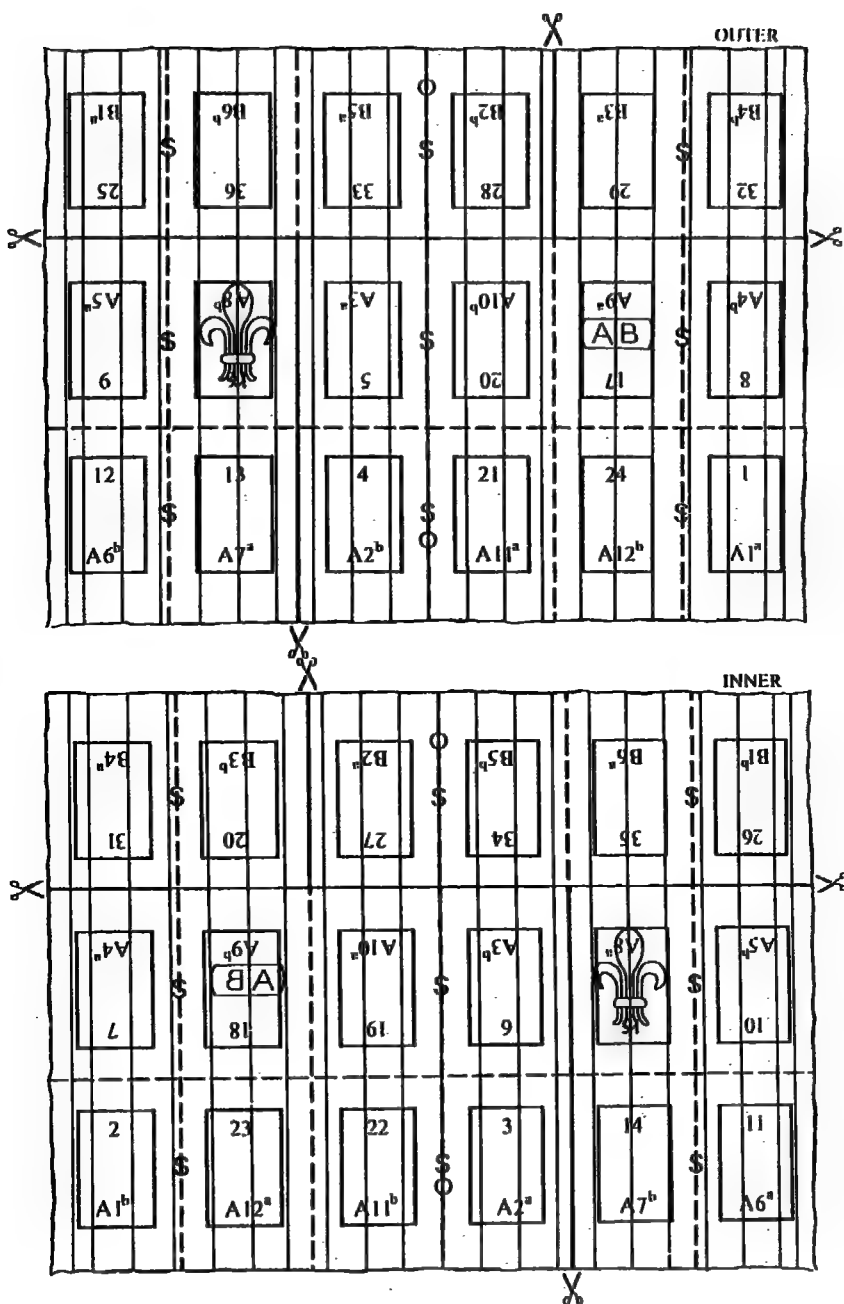 OUTER
O
B1ᵃ B6ᵇ B5ᵃ B2ᵇ B3ᵃ B4ᵇ
S S S
25 36 33 28 29 32
A5ᵃ A8ᵇ A3ᵃ A10ᵇ A9ᵃ A4ᵇ
S S AB S
9 5 20 17 8
12 13 4 21 24 1
S S S
O
A6ᵇ A7ᵃ A2ᵇ A11ᵃ A12ᵇ A1ᵃ
INNER
O
B4ᵃ B3ᵇ B2ᵃ B5ᵇ B6ᵃ B1ᵇ
S S S
31 30 27 34 35 26
A4ᵃ A9ᵇ A10ᵃ A3ᵇ A8ᵃ A5ᵇ
S AB S S
7 18 19 6 10
2 23 22 3 14 11
S S S
O
A1ᵇ A12ᵃ A11ᵇ A2ᵃ A7ᵇ A6ᵃ